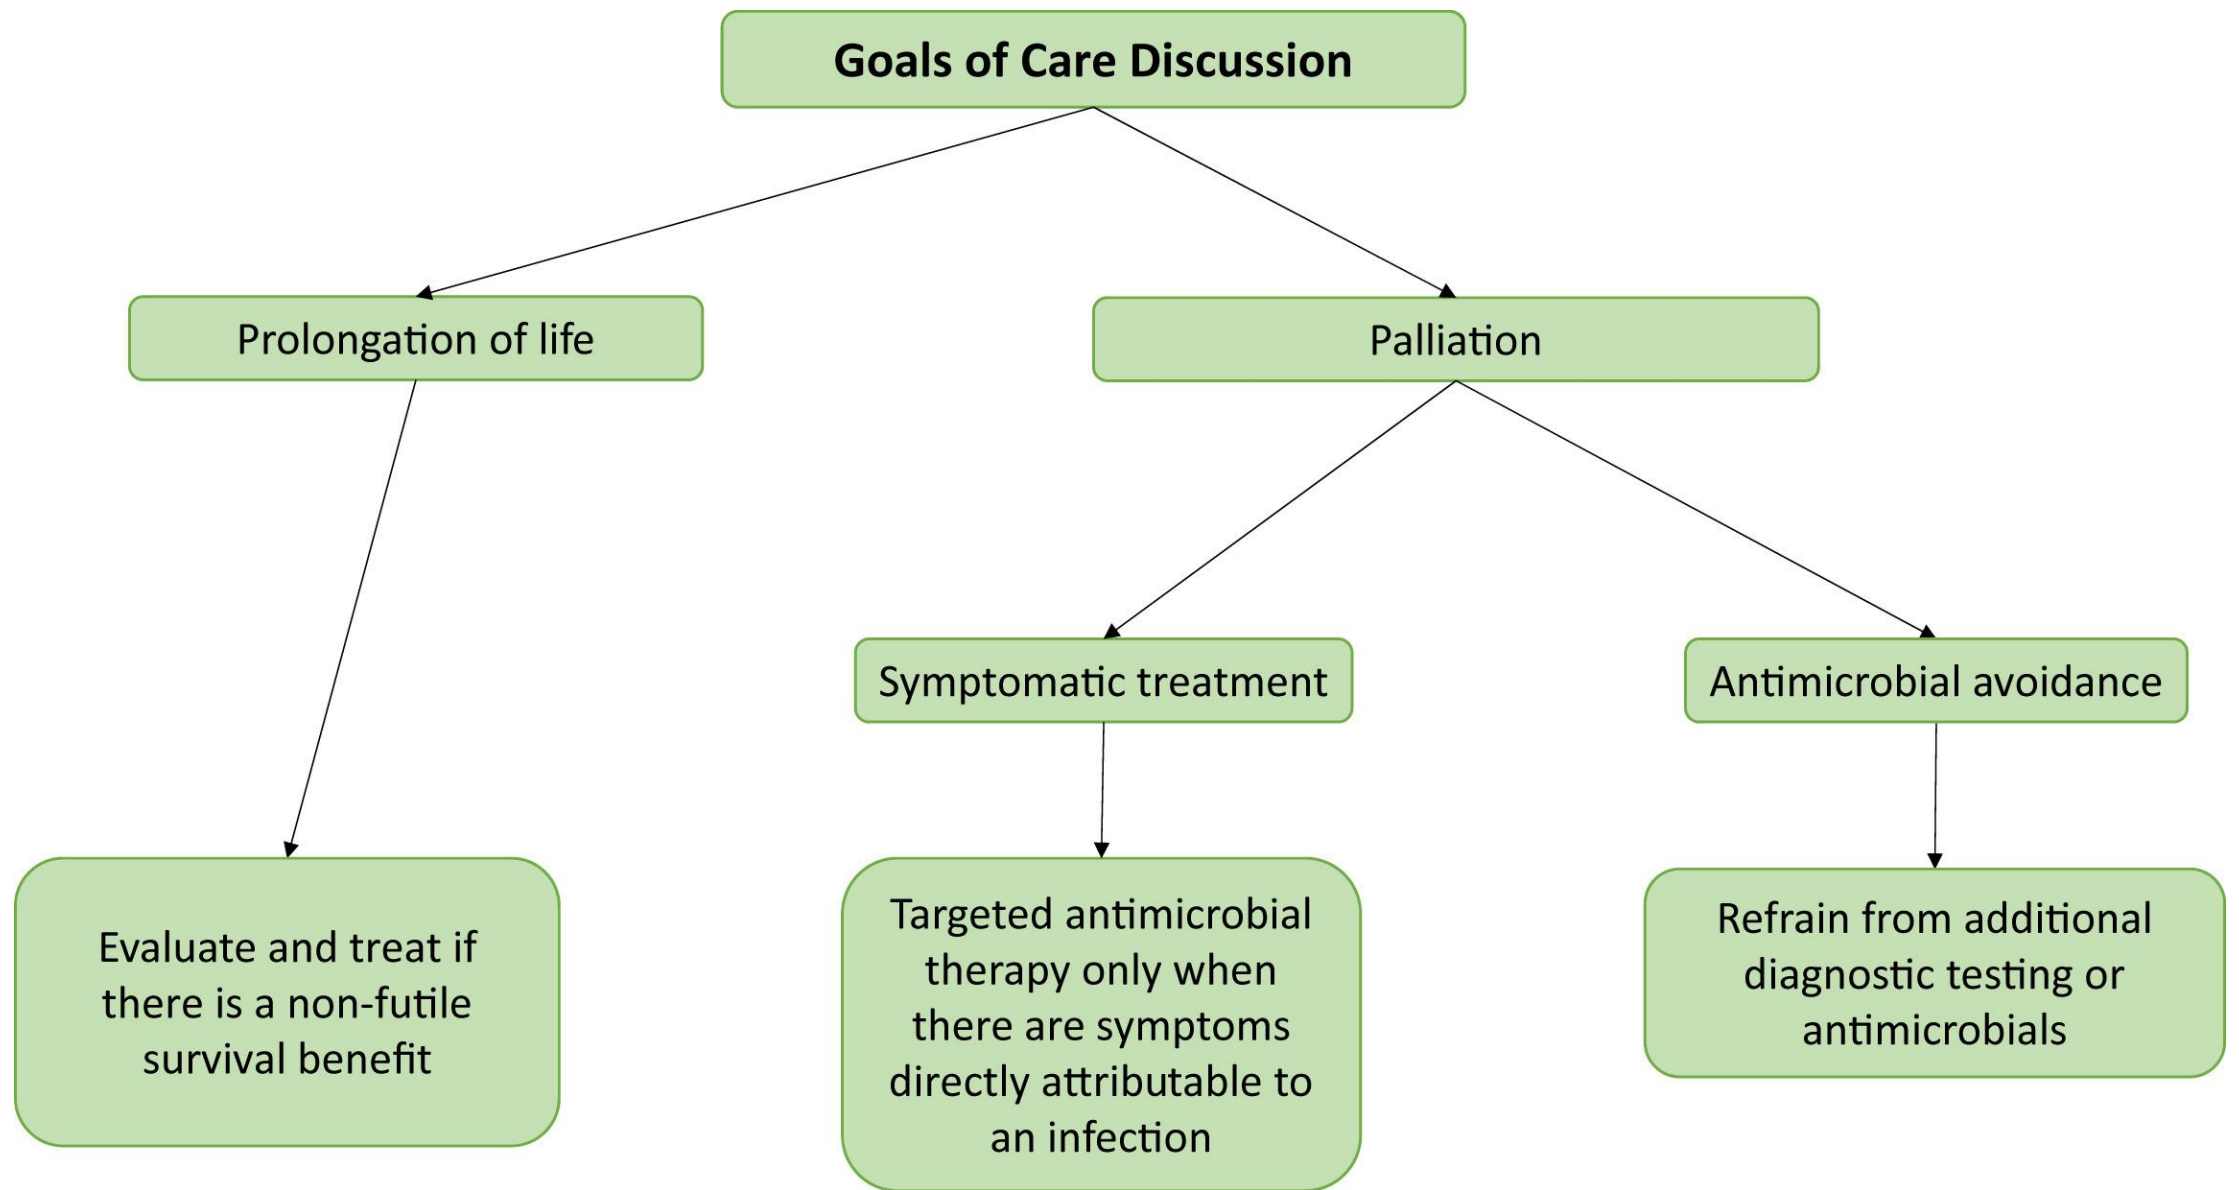 Goals of Care Discussion
Prolongation of life
Palliation
Symptomatic treatment
Antimicrobial avoidance
Evaluate and treat if
there is a non-futile
survival benefit
Targeted antimicrobial
therapy only when
there are symptoms
directly attributable to
an infection
Refrain from additional
diagnostic testing or
antimicrobials